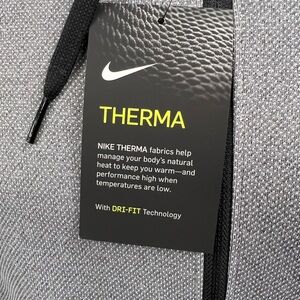 THERMA
NIKE THERMA fabrics help
manage your body's natural
heat to keep you warm—and
performance high when
temperatures are low.
With DRI-FIT Technology